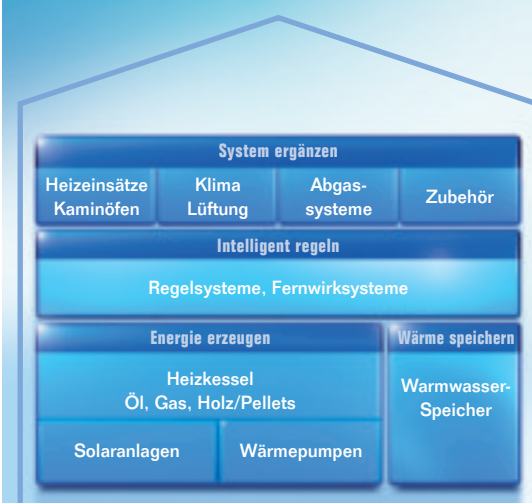 System ergänzen
Heizeinsätze
Kaminöfen
Klima
Lüftung
Abgas-
systeme
Zubehör
Intelligent regeln
Regelsysteme, Fernwirksysteme
Energie erzeugen
Heizkessel
Öl, Gas, Holz/Pellets
Solaranlagen
Wärmepumpen
Wärme speichern
Warmwasser-
Speicher